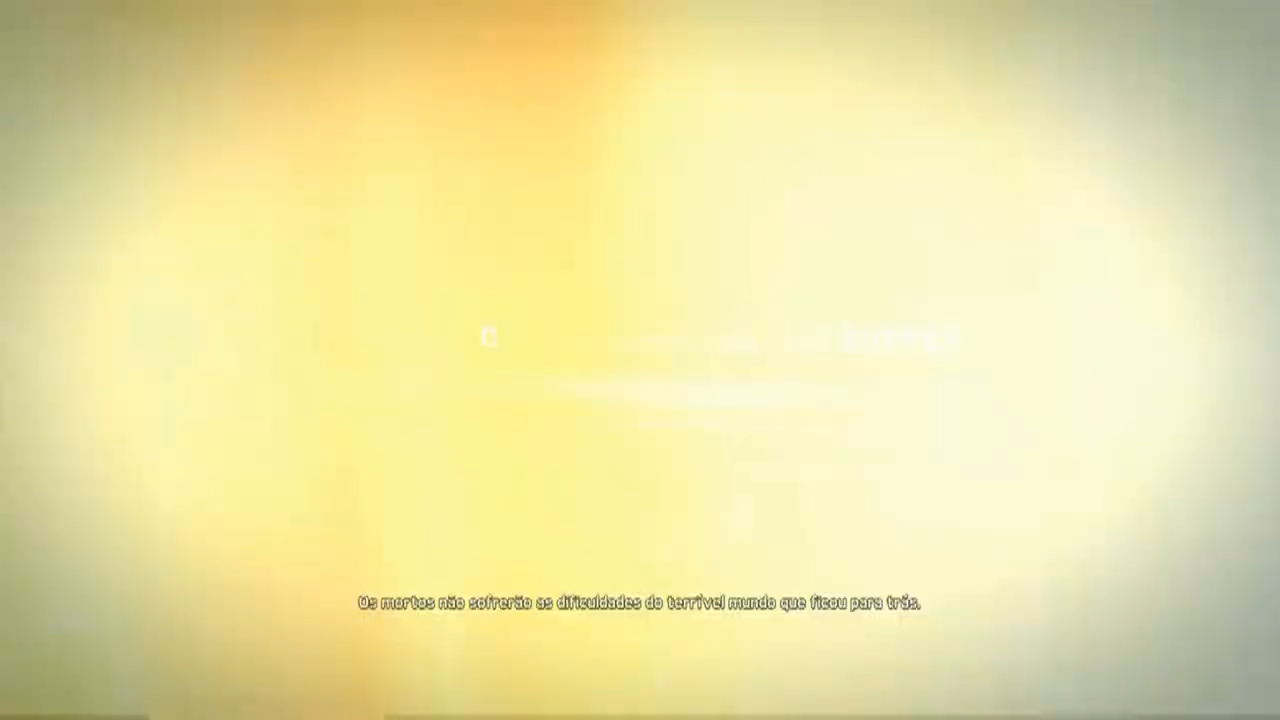 Os mortos não sofrerão as dificuldades do terrível mundo que ficou para trás.